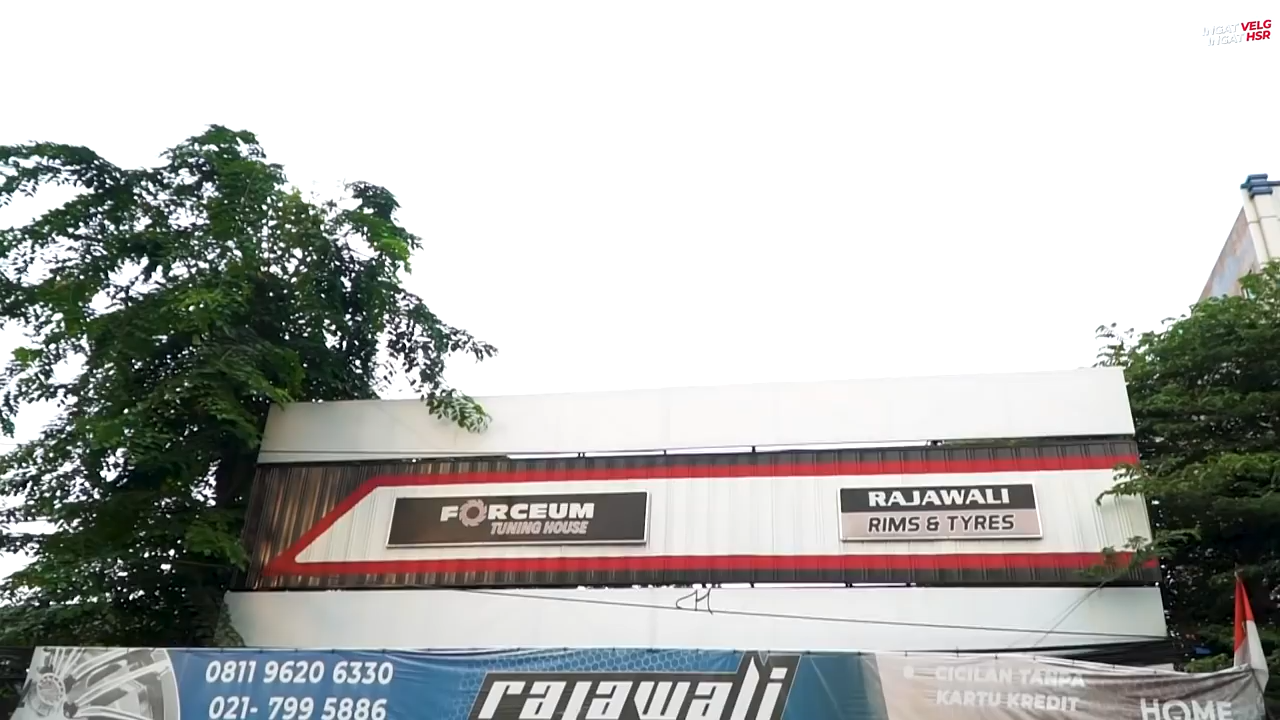 INGAT VELG
INGAT HSR
FORCEUM
TUNING HOUSE
RAJAWALI
RIMS & TYRES
0811 9620 6330
021- 799 5886
rajawali
CICILAN TANPA
KARTU KREDIT
HOME